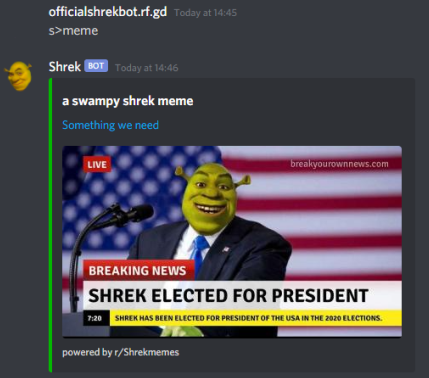 officialshrekbot.rf.gd Today at 14:45
s>meme
Shrek BOT Today at 14:46
a swampy shrek meme
Something we need
LIVE
breakyourownnews.com
BREAKING NEWS
SHREK ELECTED FOR PRESIDENT
7:20 SHREK HAS BEEN ELECTED FOR PRESIDENT OF THE USA IN THE 2020 ELECTIONS.
powered by r/Shrekmemes